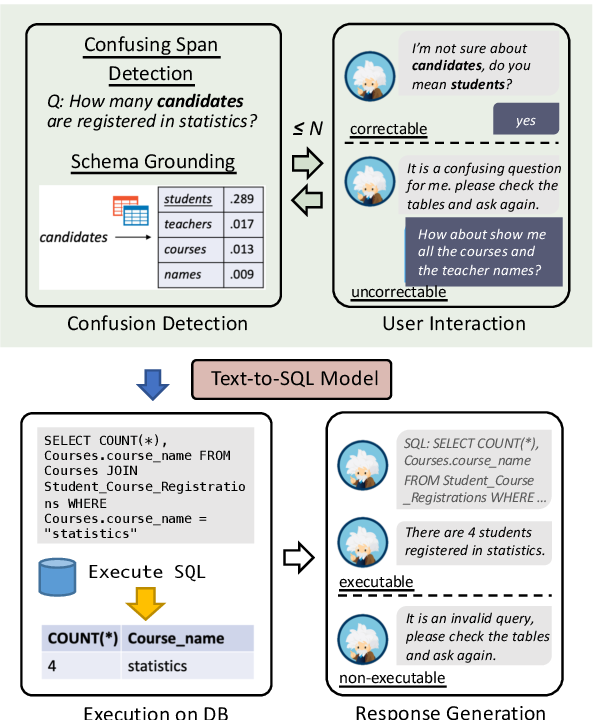 Confusing Span
Detection
Q: How many candidates
are registered in statistics?
Schema Grounding
candidates
students .289
teachers .017
courses .013
names .009
Confusion Detection
≤ N
I'm not sure about
candidates, do you
mean students?
yes
correctable
It is a confusing question
for me. please check the
tables and ask again.
How about show me
all the courses and
the teacher names?
uncorrectable
User Interaction
Text-to-SQL Model
SELECT COUNT(*),
Courses.course_name FROM
Courses JOIN
Student_Course_Registratio
ns WHERE
Courses.course_name =
"statistics"
Execute SQL
COUNT(*) Course_name
4 statistics
Execution on DB
SQL: SELECT COUNT(*),
Courses.course_name
FROM Student_Course
_Registrations WHERE ...
There are 4 students
registered in statistics.
executable
It is an invalid query,
please check the tables
and ask again.
non-executable
Response Generation